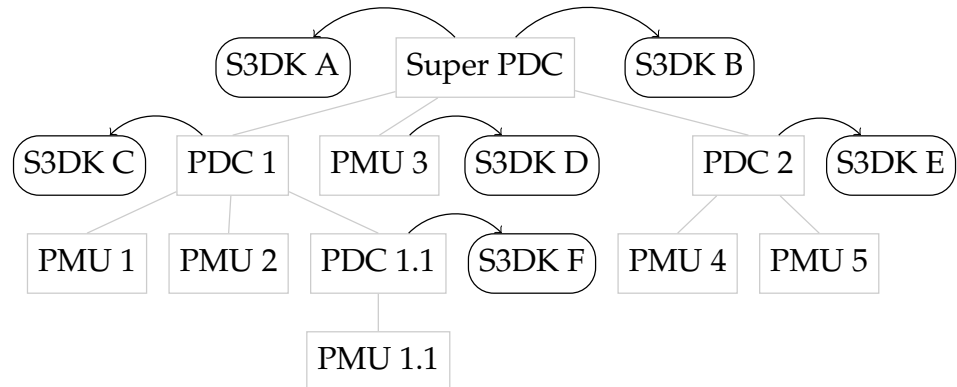 S3DK A
Super PDC
S3DK B
S3DK C
PDC 1
PMU 3
S3DK D
PDC 2
S3DK E
PMU 1
PMU 2
PDC 1.1
S3DK F
PMU 4
PMU 5
PMU 1.1